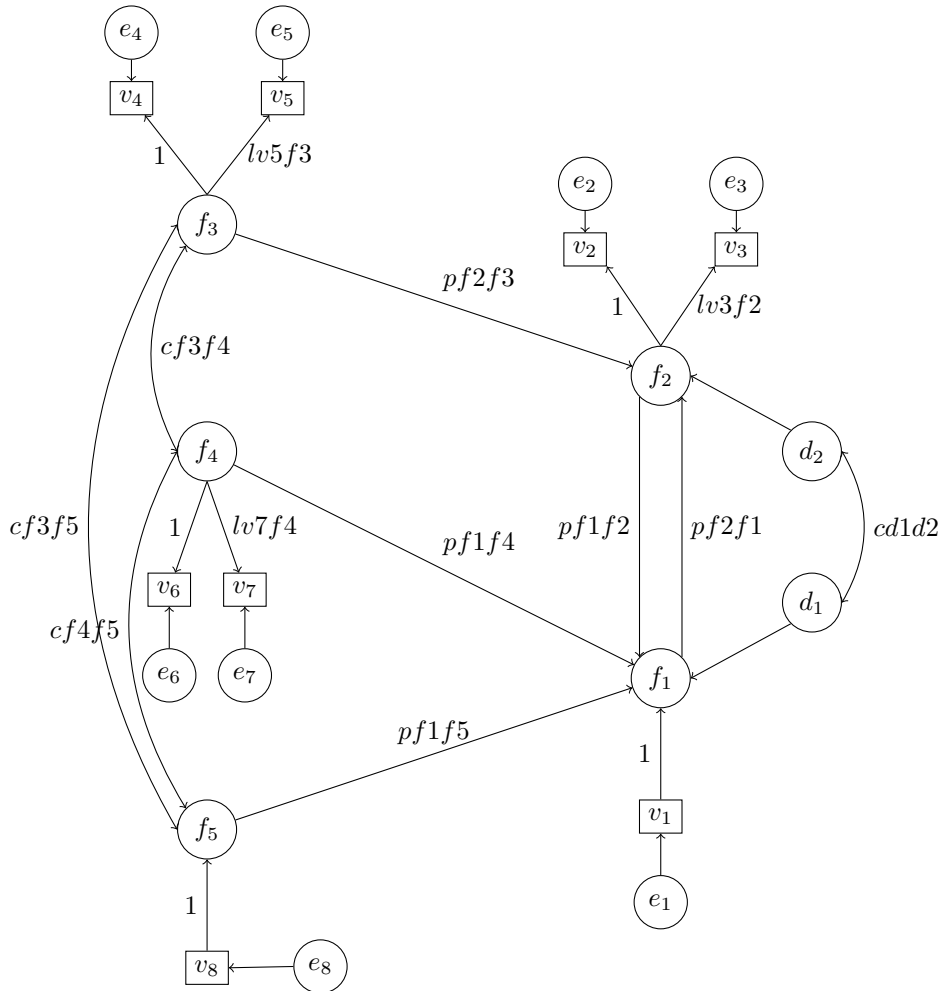 e4 e5
v4 v5
1 lv5f3
e2 e3
f3
v2 v3
pf2f3
1 lv3f2
cf3f4
f2
f4 d2
cf3f5 1 lv7f4 pf1f4 pf1f2 pf2f1 cd1d2
v6 v7
d1
cf4f5
e6 e7 f1
pf1f5
1
v1
f5
1 e1
v8 e8